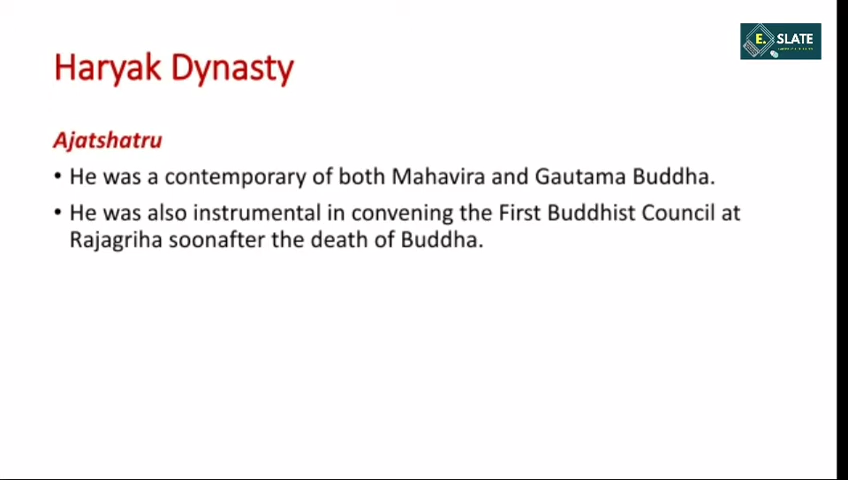 E. SLATE
Haryak Dynasty
Ajatshatru
• He was a contemporary of both Mahavira and Gautama Buddha.
• He was also instrumental in convening the First Buddhist Council at
Rajagriha soonafter the death of Buddha.